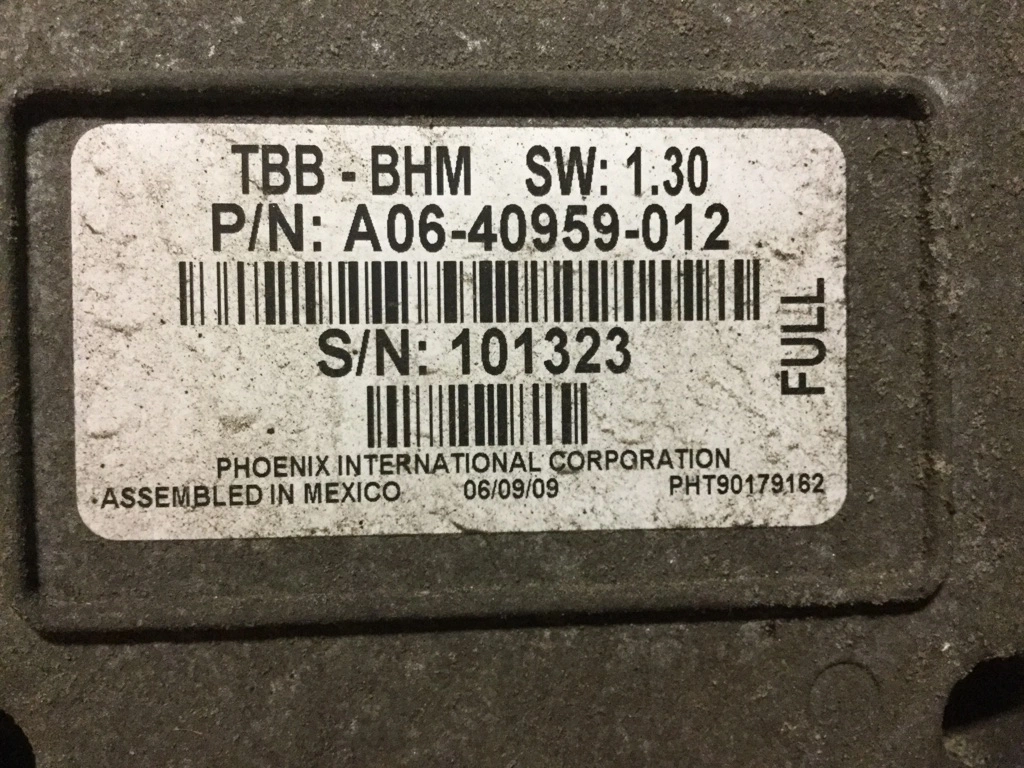 TBB - BHM SW: 1.30
P/N: A06-40959-012
S/N: 101323
FULL
PHOENIX INTERNATIONAL CORPORATION
ASSEMBLED IN MEXICO 06/09/09 PHT90179162